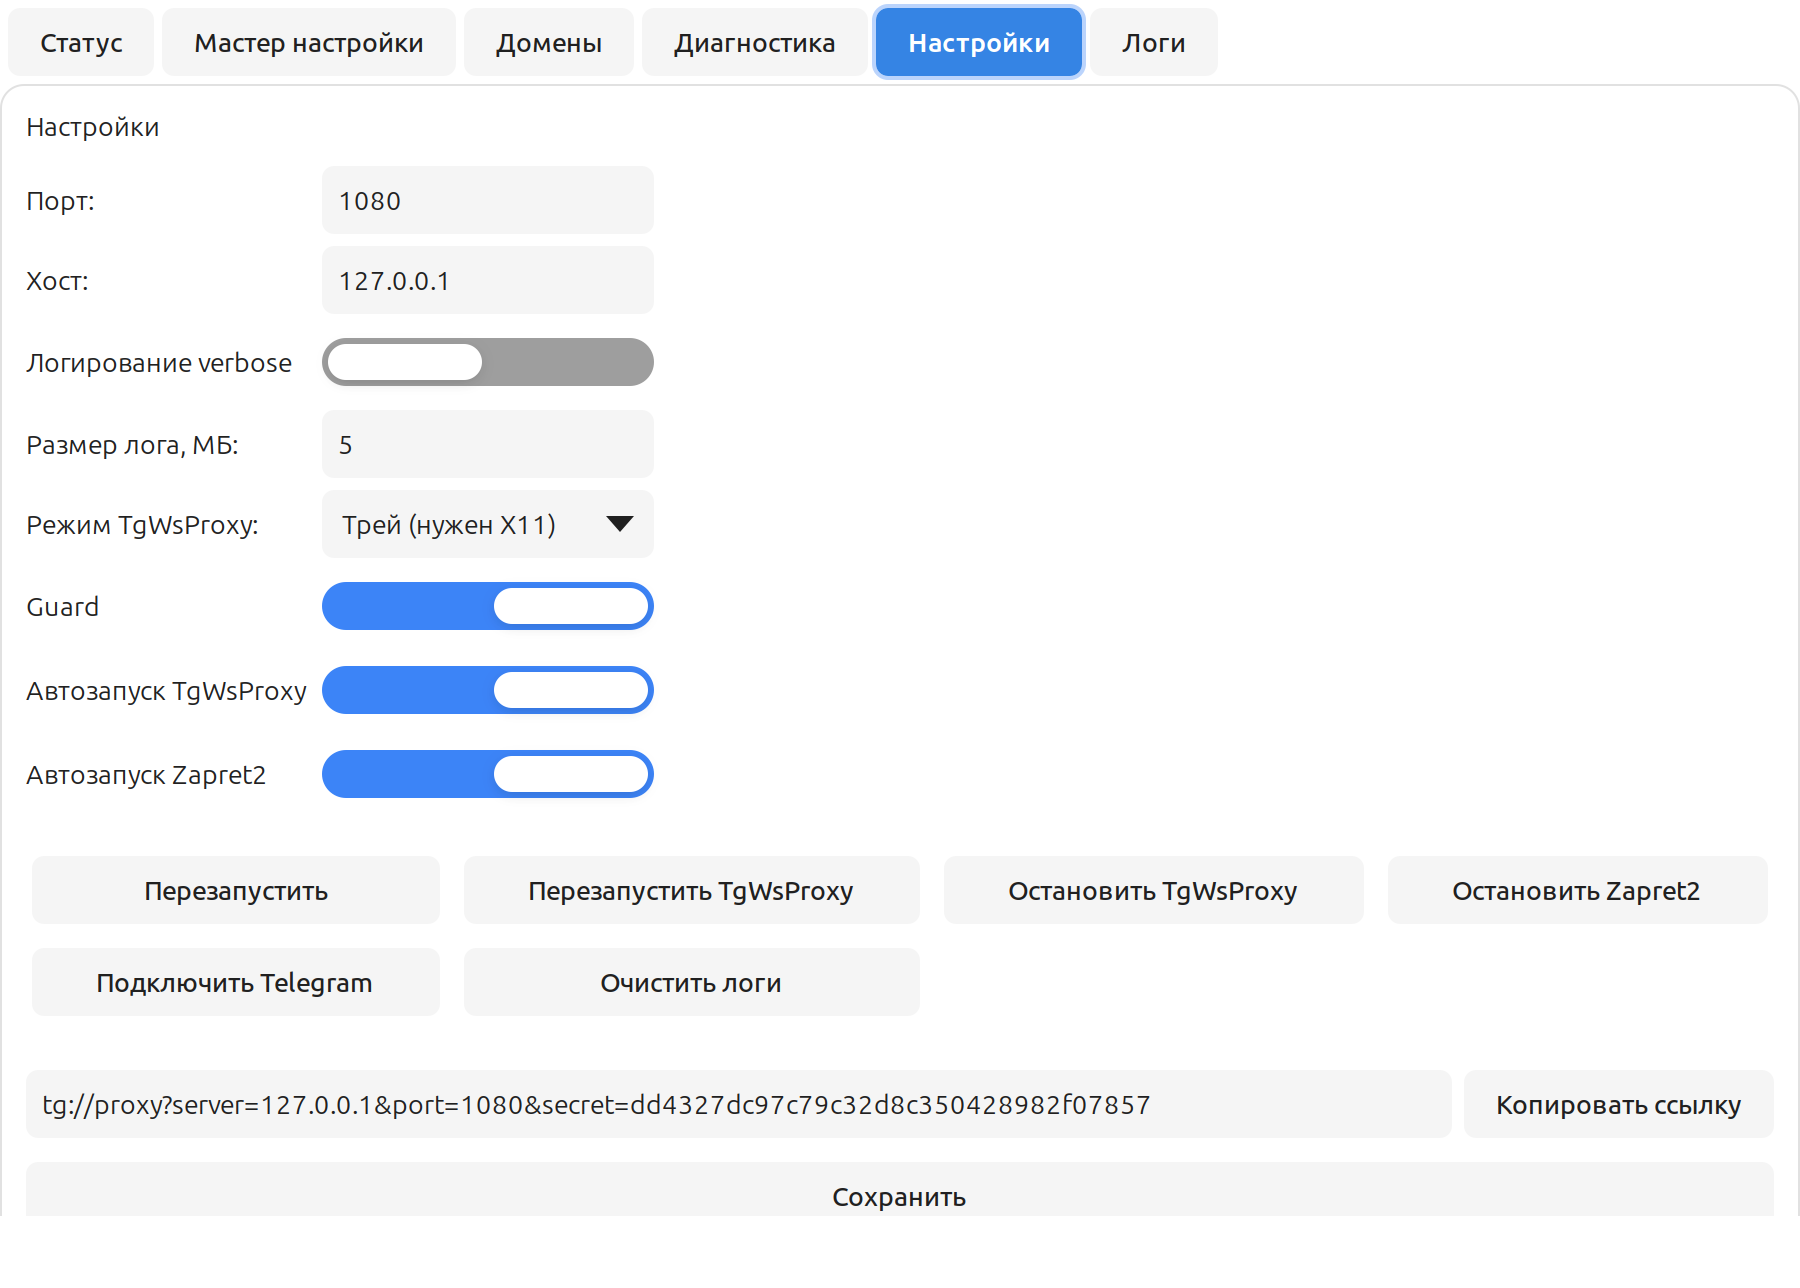 Статус Мастер настройки Домены Диагностика Настройки Логи
Настройки
Порт: 1080
Хост: 127.0.0.1
Логирование verbose
Размер лога, МБ: 5
Режим TgWsProxy: Трей (нужен X11)
Guard
Автозапуск TgWsProxy
Автозапуск Zapret2
Перезапустить Перезапустить TgWsProxy Остановить TgWsProxy Остановить Zapret2
Подключить Telegram Очистить логи
tg://proxy?server=127.0.0.1&port=1080&secret=dd4327dc97c79c32d8c350428982f07857 Копировать ссылку
Сохранить